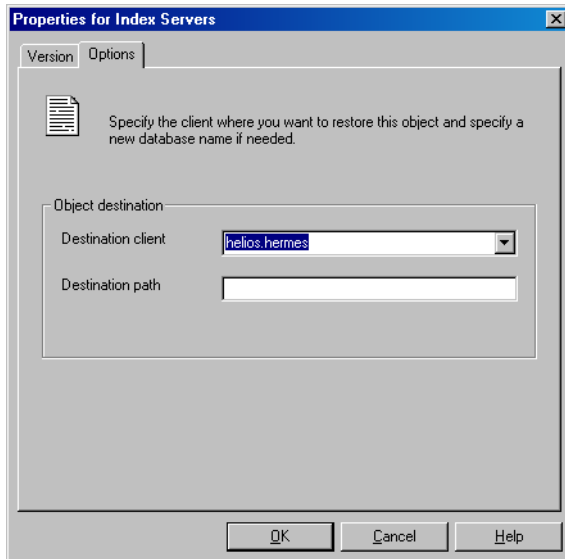 Properties for Index Servers
Version
Options
Specify the client where you want to restore this object and specify a
new database name if needed.
Object destination
Destination client
helios.hermes
Destination path
OK
Cancel
Help